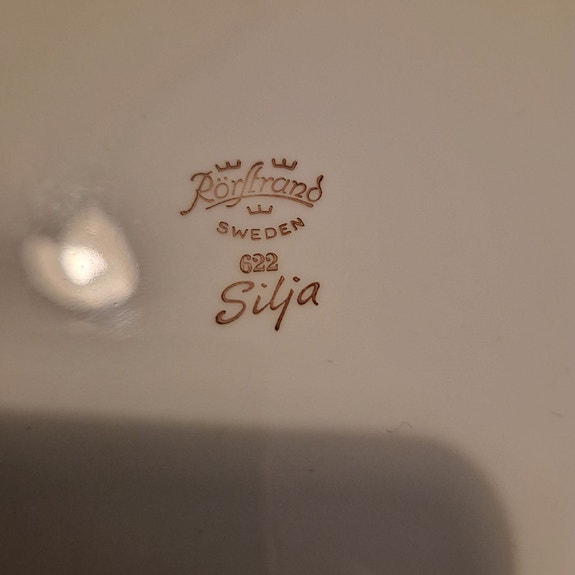 Rörstrand
SWEDEN
622
Silja